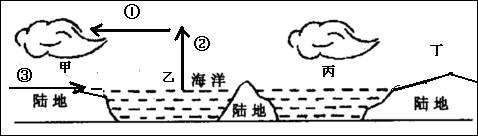 ①
②
甲 丙 丁
③ 乙 海洋
陆地 陆地 陆地